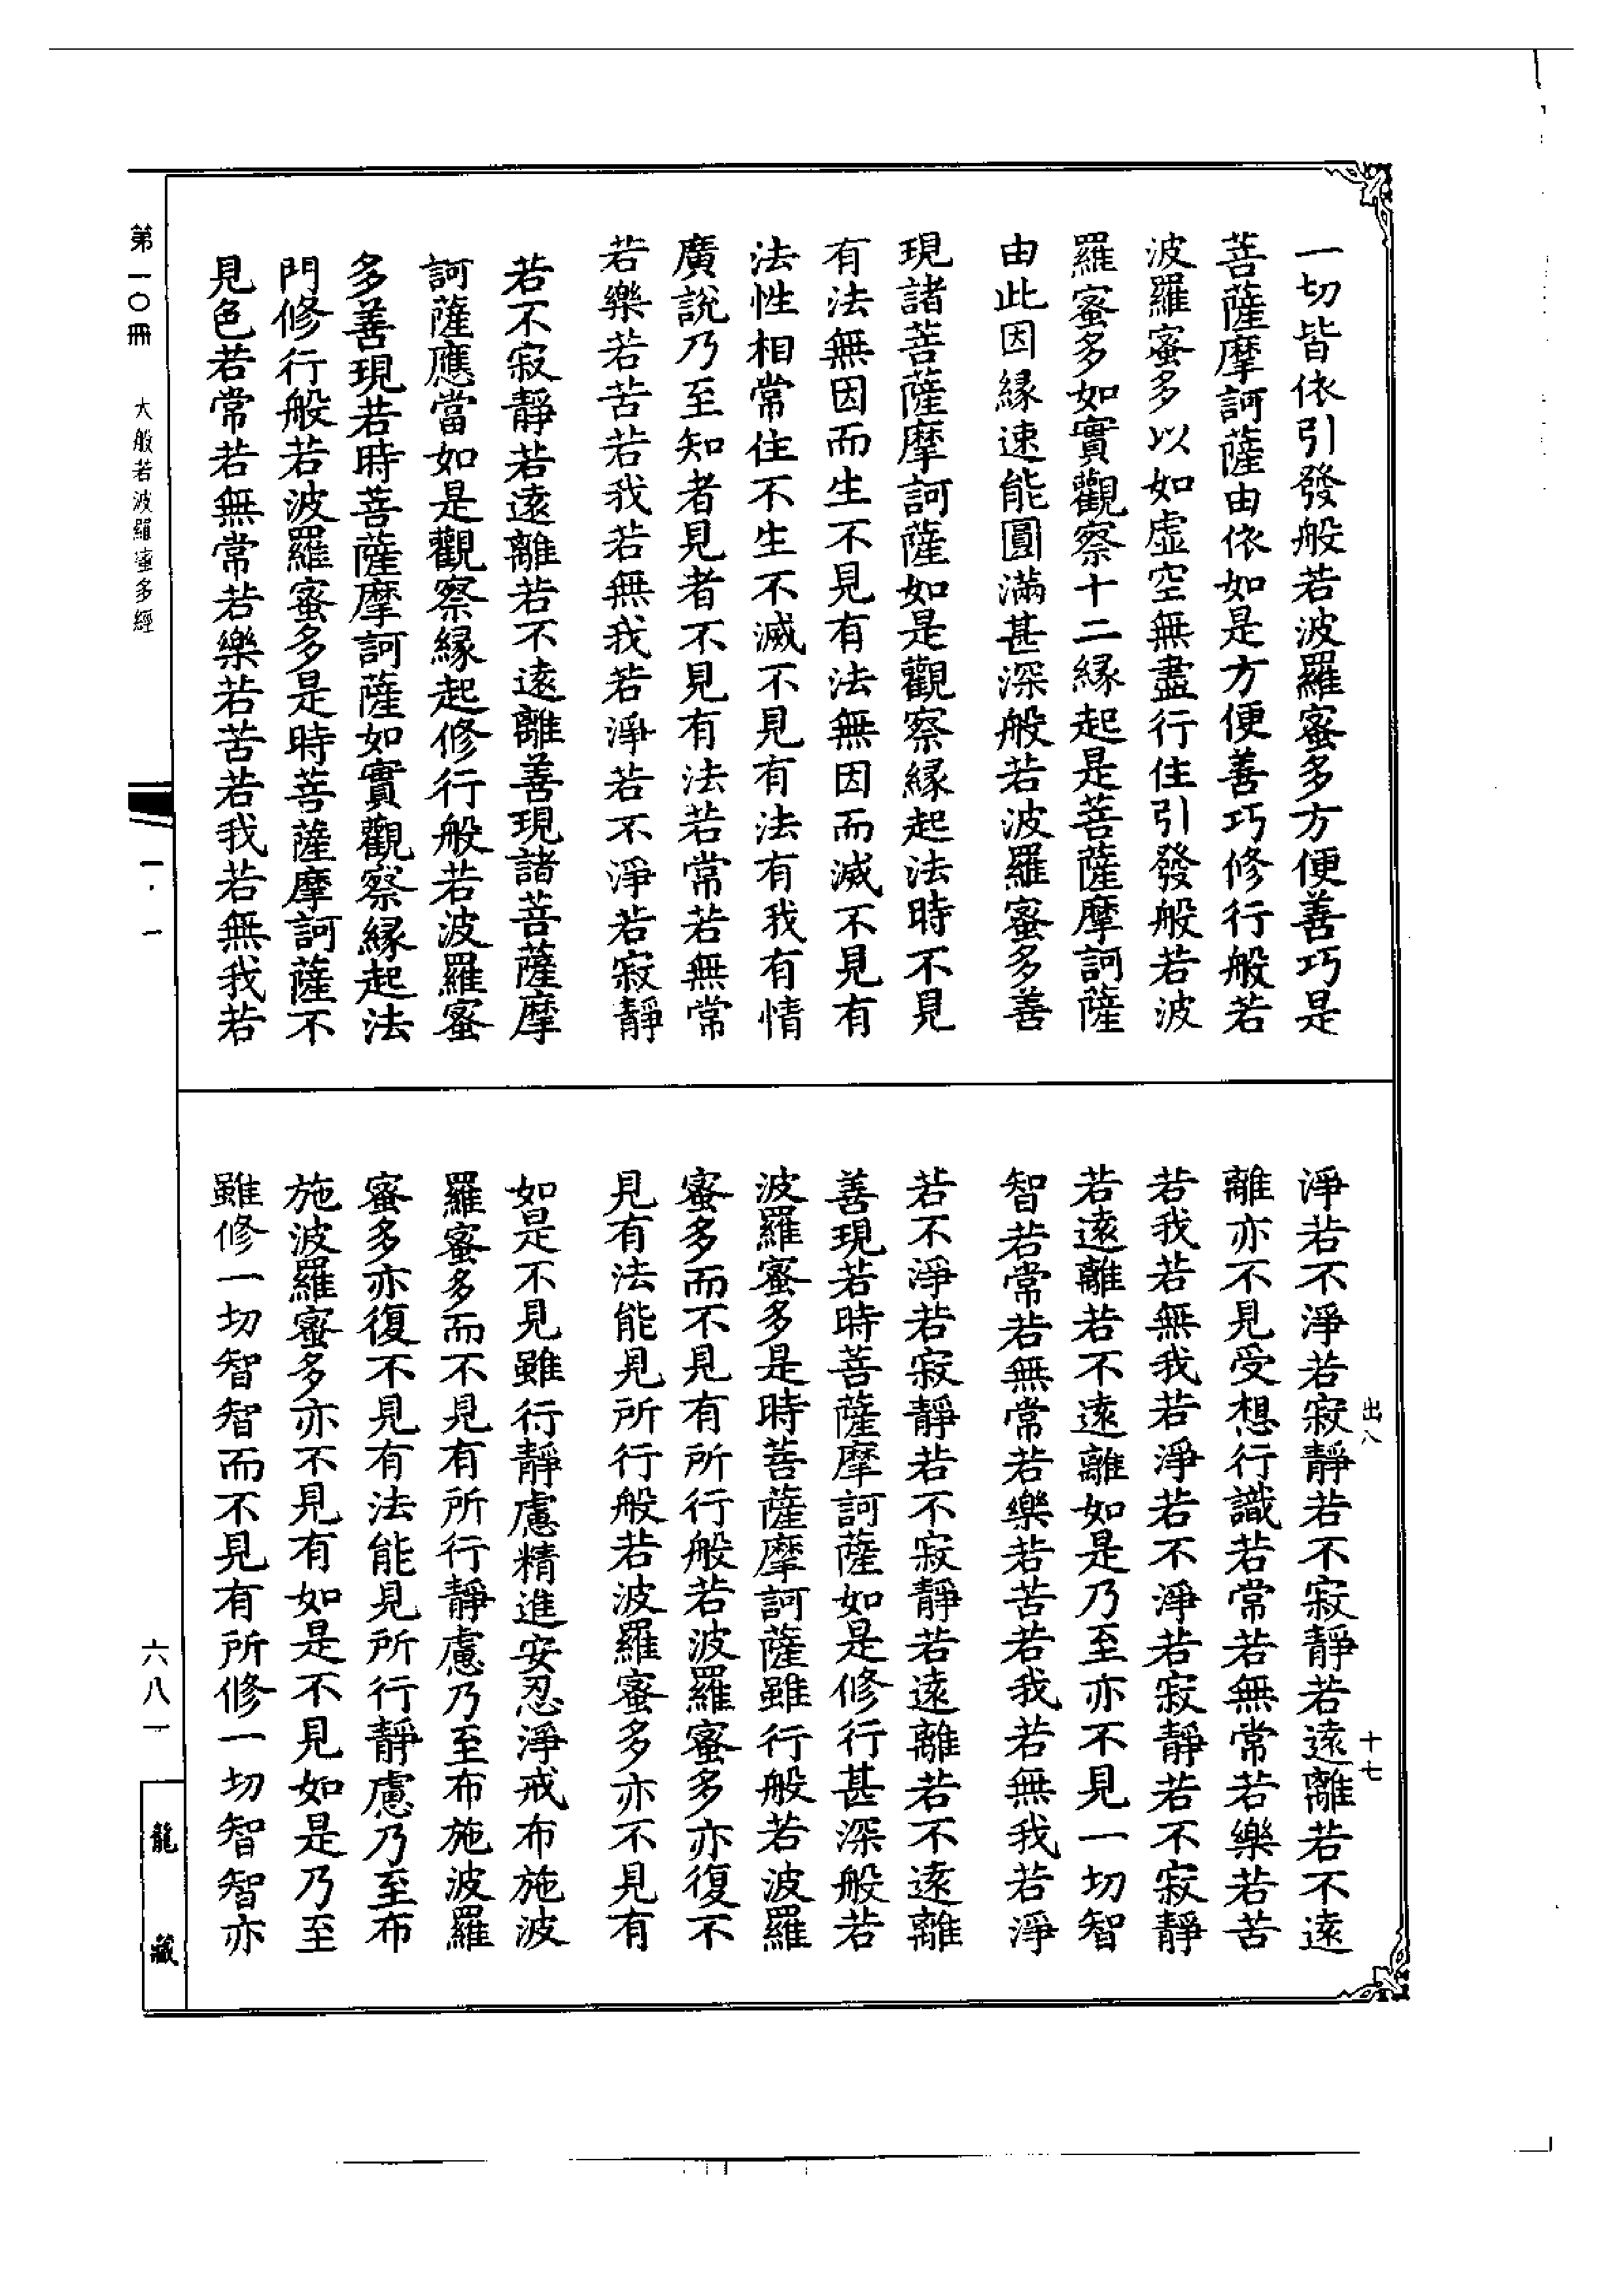 一切皆依引發般若波羅蜜多方便善巧是
菩薩摩訶薩由依如是方便善巧修行般若
波羅蜜多以如虛空無盡行住引發般若波
羅蜜多如實觀察十二緣起是菩薩摩訶薩
由此因緣速能圓滿甚深般若波羅蜜多善
現諸菩薩摩訶薩如是觀察緣起法時不見
有法無因而生不見有法無因而滅不見有
法性相常住不生不滅不見有法有我有情
廣說乃至知者見者不見有法若常若無常
若樂若苦若我若無我若淨若不淨若寂靜
若不寂靜若遠離若不遠離善現諸菩薩摩
訶薩應當如是觀察緣起修行般若波羅蜜
多善現若時菩薩摩訶薩如實觀察緣起法
門修行般若波羅蜜多是時菩薩摩訶薩不
見色若常若無常若樂若苦若我若無我若
淨若不淨若寂靜若不寂靜若遠離若不遠
離亦不見受想行識若常若無常若樂若苦
若我若無我若淨若不淨若寂靜若不寂靜
若遠離若不遠離如是乃至亦不見一切智
智若常若無常若樂若苦若我若無我若淨
若不淨若寂靜若不寂靜若遠離若不遠離
善現若時菩薩摩訶薩如是修行甚深般若
波羅蜜多是時菩薩摩訶薩雖行般若波羅
蜜多而不見有所行般若波羅蜜多亦復不
見有法能見所行般若波羅蜜多亦不見有
如是不見雖行靜慮精進安忍淨戒布施波
羅蜜多而不見有所行靜慮乃至布施波羅
蜜多亦復不見有法能見所行靜慮乃至布
施波羅蜜多亦不見有如是不見如是乃至
雖修一切智智而不見有所修一切智智亦
出八
十七
第一〇冊
大般若波羅蜜多經
一·一
六八一
龍藏